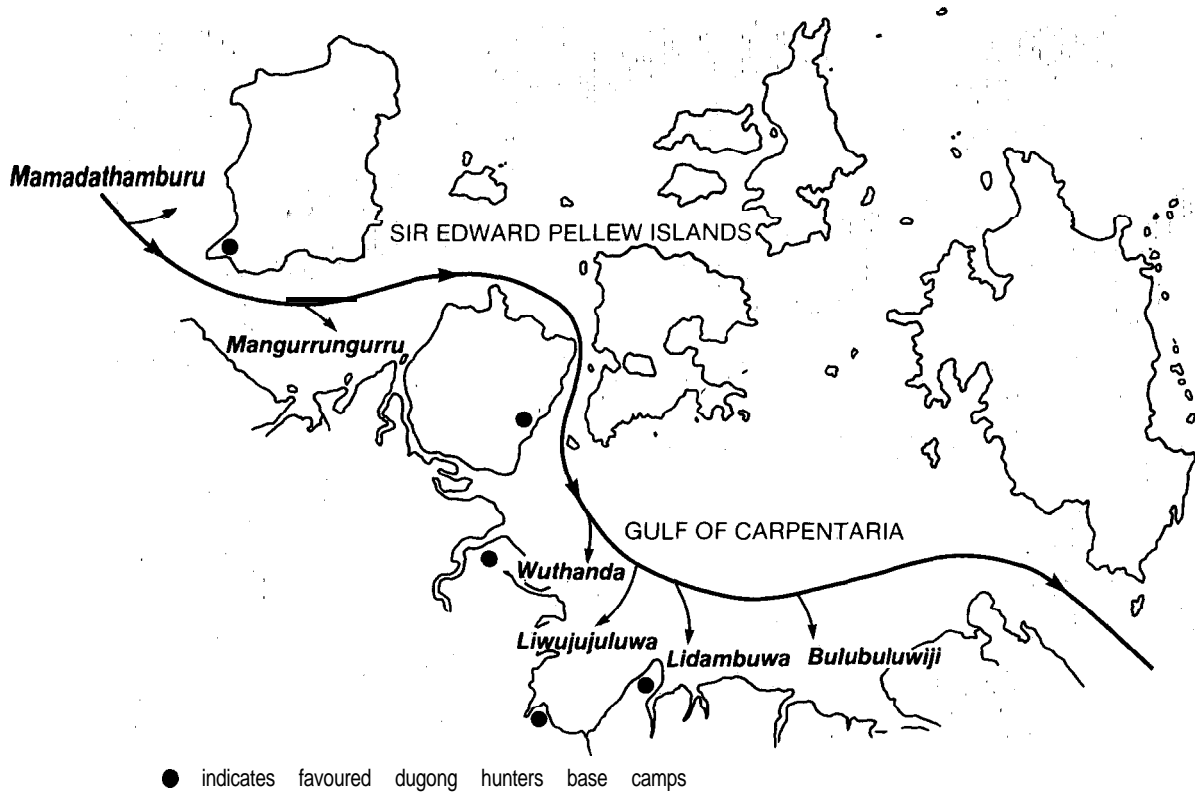 Mamadathamburu
SIR EDWARD PELLEW ISLANDS
Mangurrungurru
GULF OF CARPENTARIA
Wuthanda
Liwujujuluwa
Lidambuwa
Bulubuluwiji
indicates favoured dugong hunters base camps